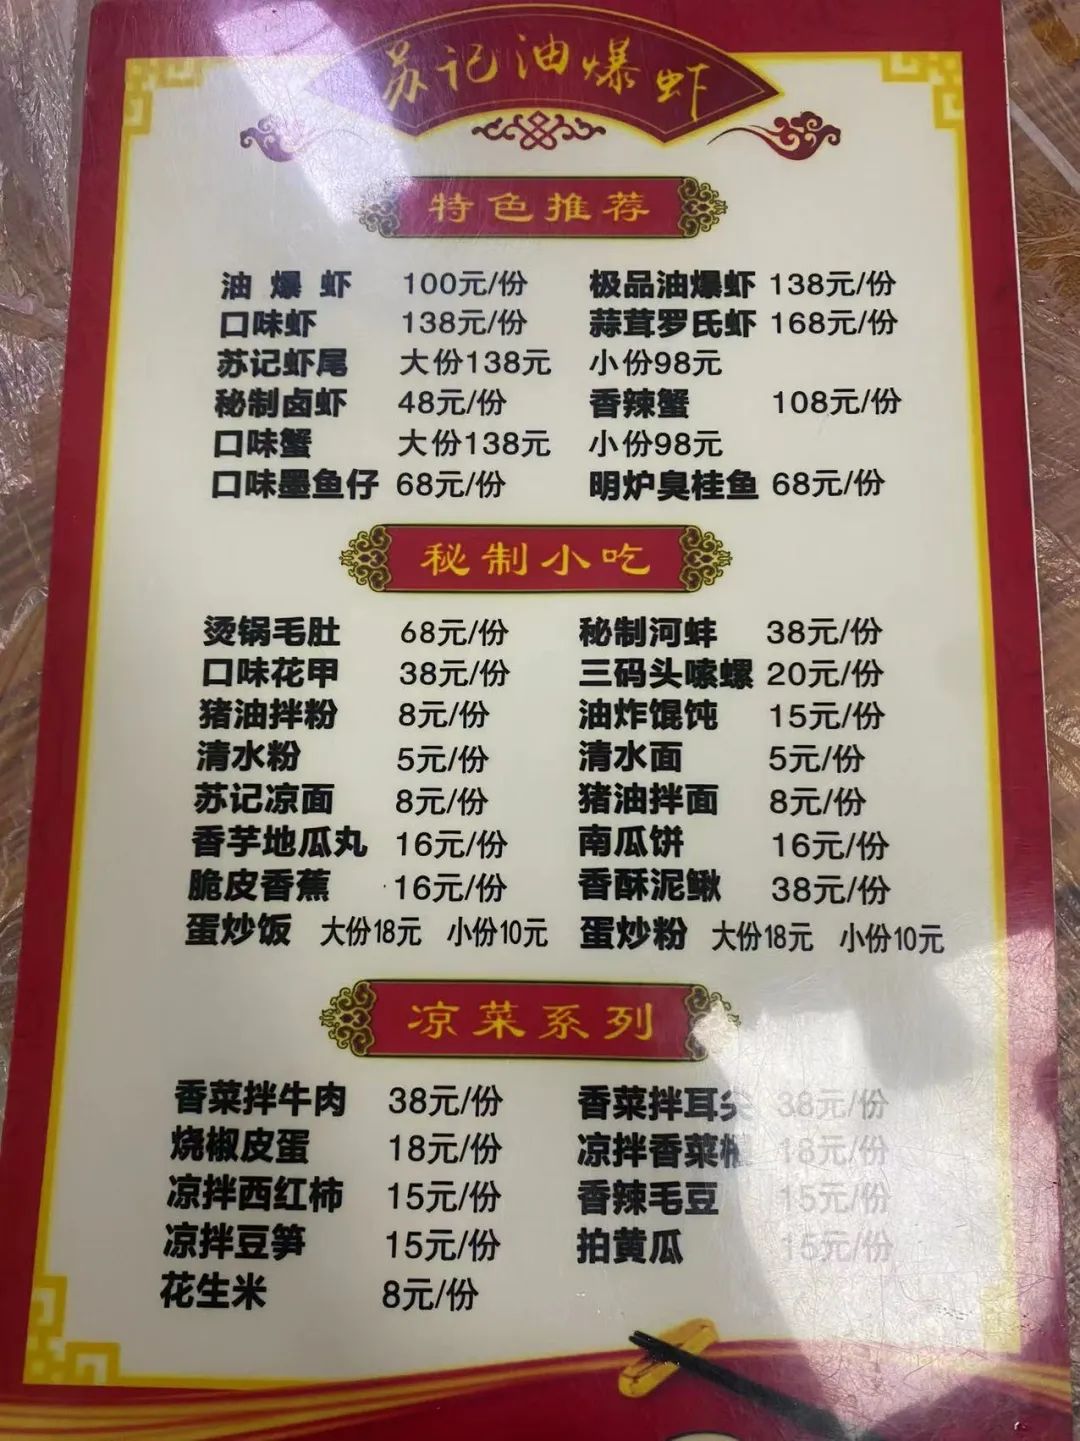 苏记油爆虾
特色推荐
油爆虾 100元/份 极品油爆虾 138元/份
口味虾 138元/份 蒜茸罗氏虾 168元/份
苏记虾尾 大份138元 小份98元
秘制卤虾 48元/份 香辣蟹 108元/份
口味蟹 大份138元 小份98元
口味墨鱼仔 68元/份 明炉臭桂鱼 68元/份
秘制小吃
烫锅毛肚 68元/份 秘制河蚌 38元/份
口味花甲 38元/份 三码头嗦螺 20元/份
猪油拌粉 8元/份 油炸馄饨 15元/份
清水粉 5元/份 清水面 5元/份
苏记凉面 8元/份 猪油拌面 8元/份
香芋地瓜丸 16元/份 南瓜饼 16元/份
脆皮香蕉 16元/份 香酥泥鳅 38元/份
蛋炒饭 大份18元 小份10元 蛋炒粉 大份18元 小份10元
凉菜系列
香菜拌牛肉 38元/份 香菜拌耳尖 38元/份
烧椒皮蛋 18元/份 凉拌香菜 18元/份
凉拌西红柿 15元/份 香辣毛豆 15元/份
凉拌豆笋 15元/份 拍黄瓜 15元/份
花生米 8元/份